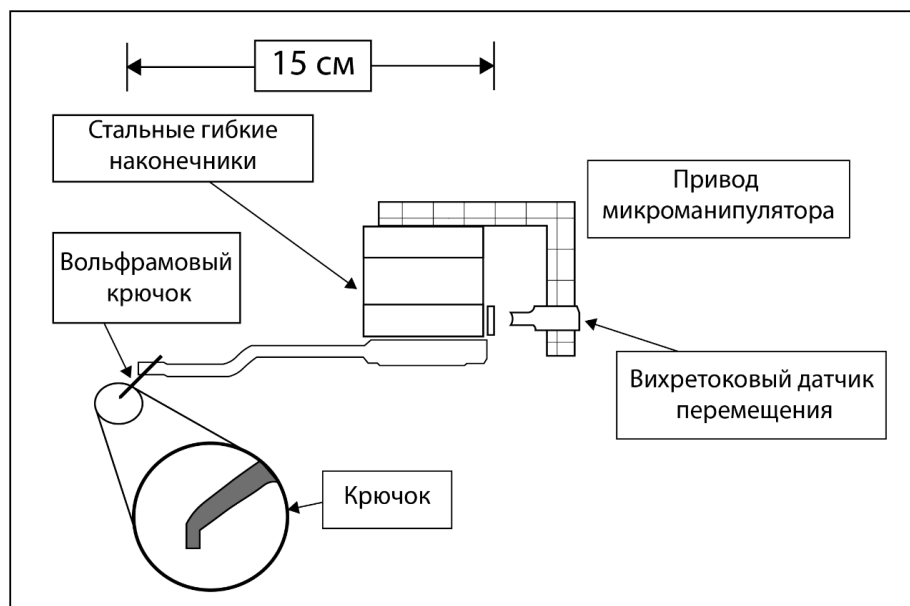 15 см
Стальные гибкие
наконечники
Привод
микроманипулятора
Вольфрамовый
крючок
Вихретоковый датчик
перемещения
Крючок